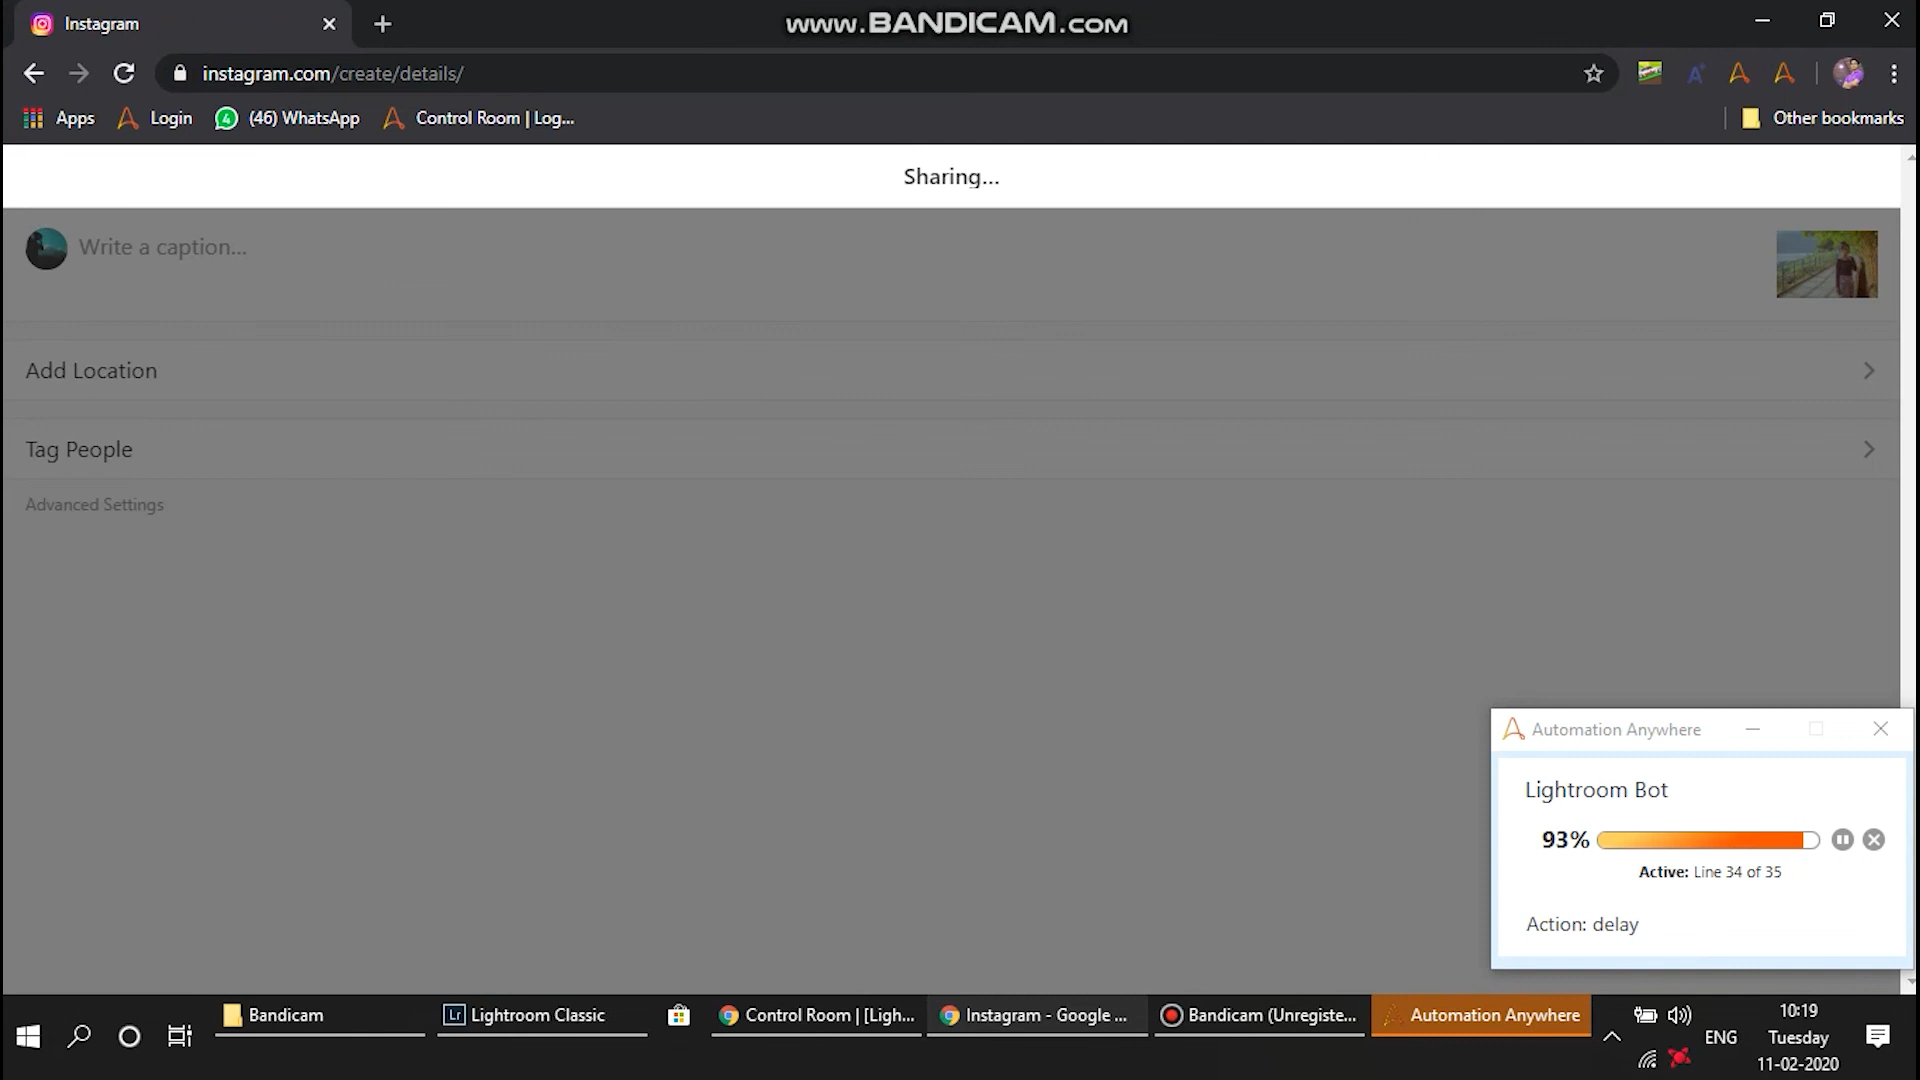 Instagram
www.BANDICAM.com
instagram.com/create/details/
Apps
Login
(46) WhatsApp
Control Room | Log...
Other bookmarks
Sharing...
Write a caption...
Add Location
Tag People
Advanced Settings
Automation Anywhere
Lightroom Bot
93%
Active: Line 34 of 35
Action: delay
Bandicam
Lr
Lightroom Classic
Control Room | [Ligh...
Instagram - Google ...
Bandicam (Unregiste...
Automation Anywhere
ENG
10:19
Tuesday
11-02-2020